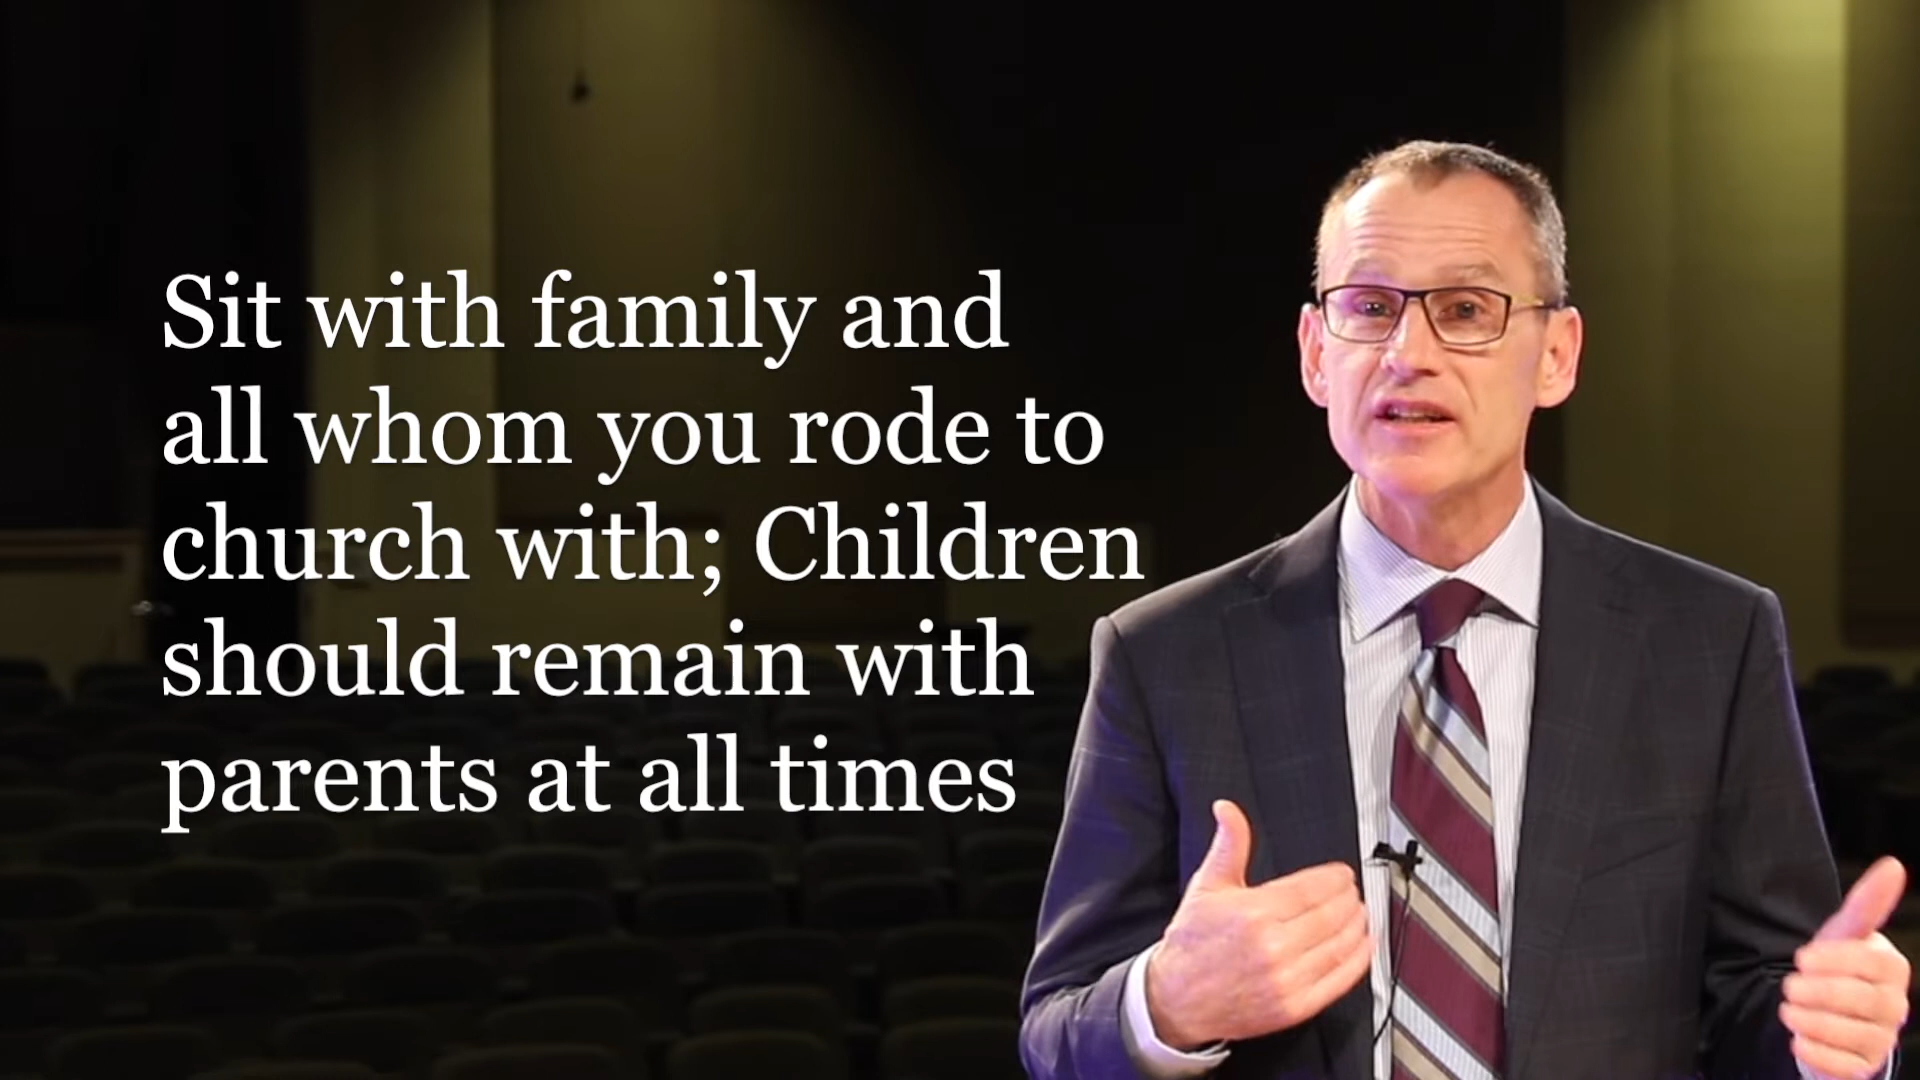 Sit with family and
all whom you rode to
church with; Children
should remain with
parents at all times